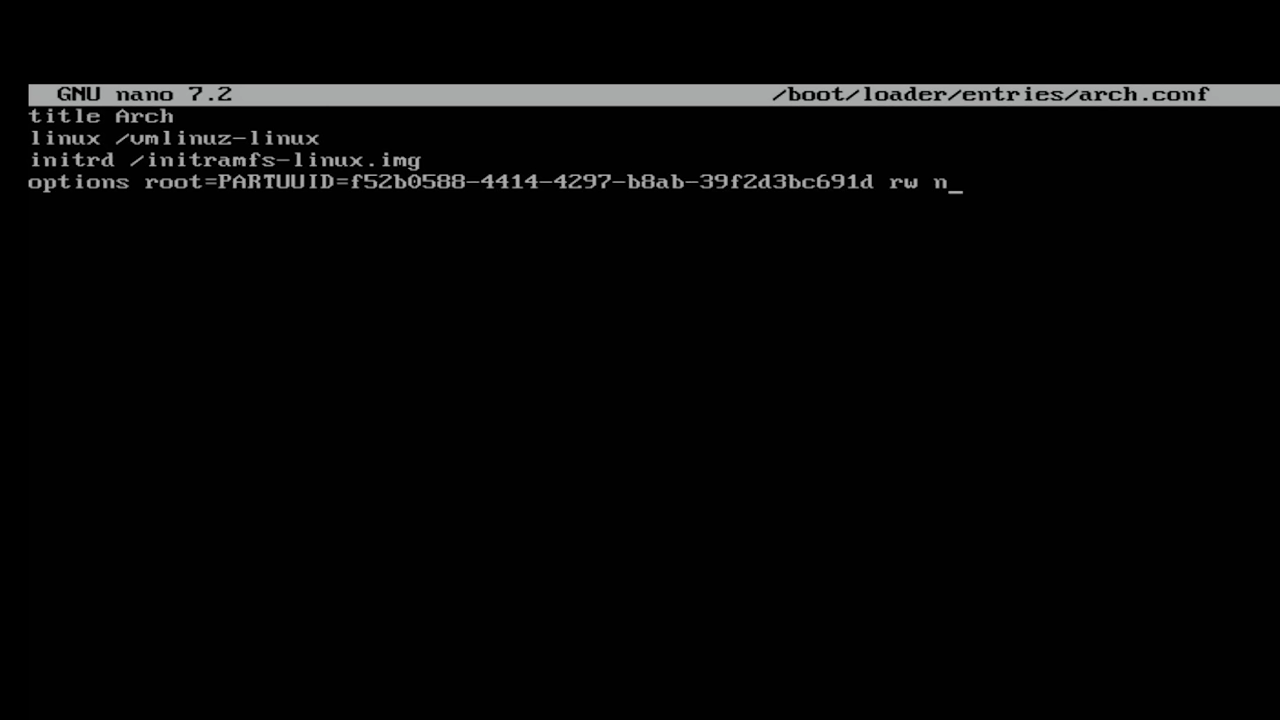 GNU nano 7.2 /boot/loader/entries/arch.conf
title Arch
linux /vmlinuz-linux
initrd /initramfs-linux.img
options root=PARTUUID=f52b0588-4414-4297-b8ab-39f2d3bc691d rw n_